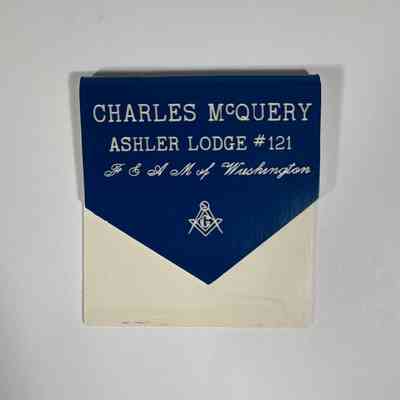 CHARLES McQUERY
ASHLER LODGE #121
F & A M of Washington
G